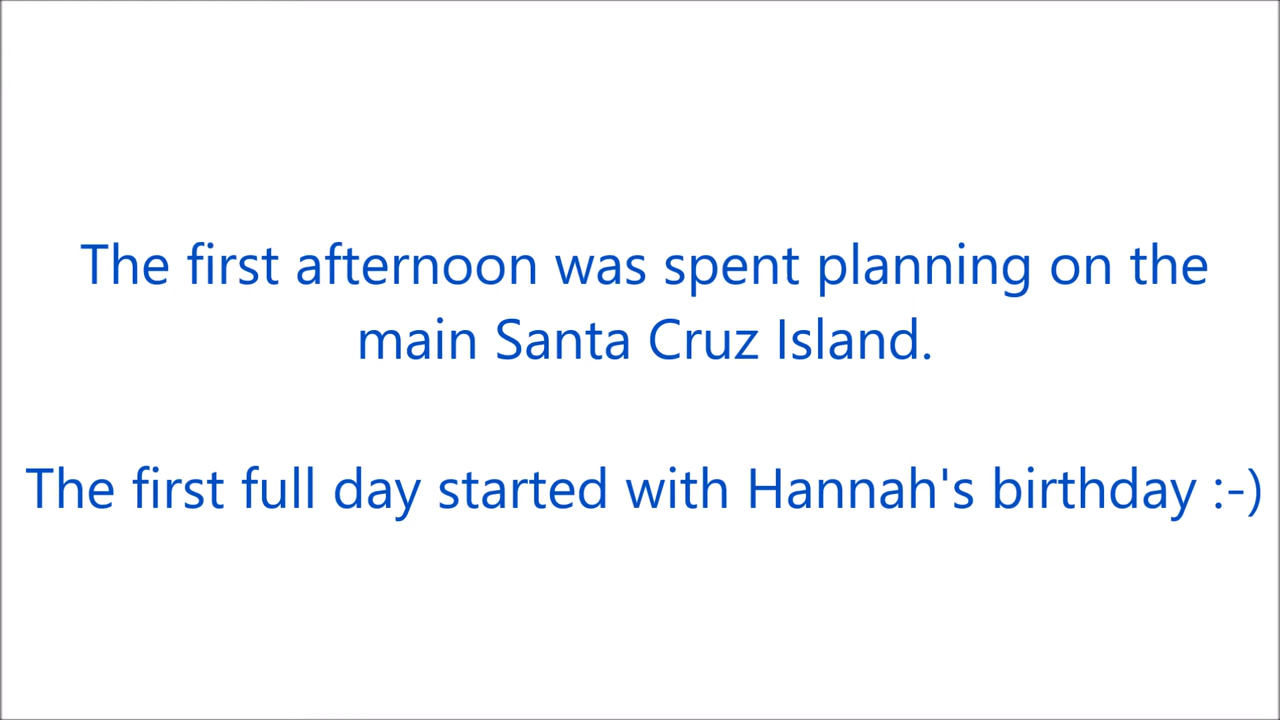 The first afternoon was spent planning on the
main Santa Cruz Island.
The first full day started with Hannah's birthday :-)